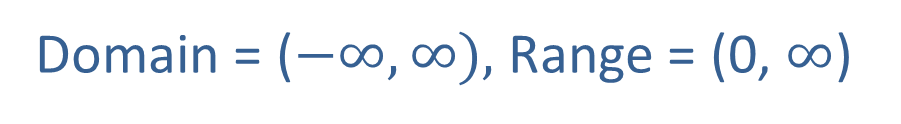 Domain = (−∞, ∞), Range = (0, ∞)